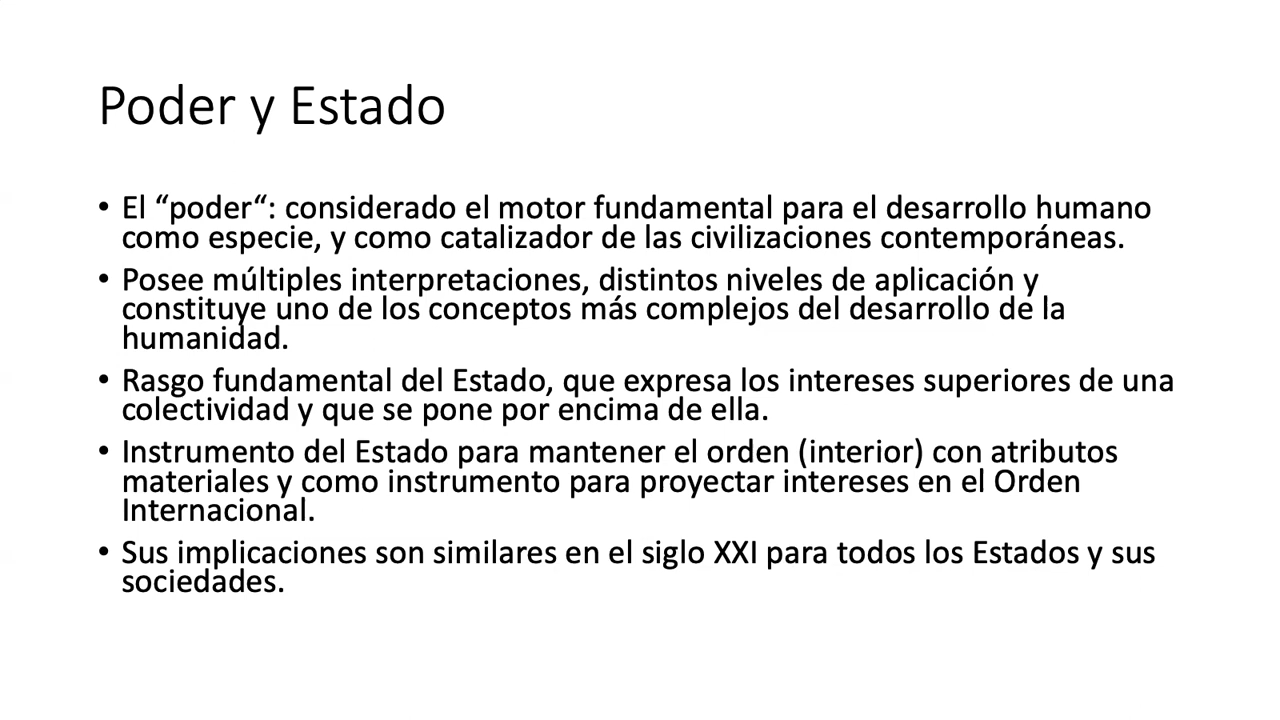 Poder y Estado
• El “poder“: considerado el motor fundamental para el desarrollo humano
como especie, y como catalizador de las civilizaciones contemporáneas.
• Posee múltiples interpretaciones, distintos niveles de aplicación y
constituye uno de los conceptos más complejos del desarrollo de la
humanidad.
• Rasgo fundamental del Estado, que expresa los intereses superiores de una
colectividad y que se pone por encima de ella.
• Instrumento del Estado para mantener el orden (interior) con atributos
materiales y como instrumento para proyectar intereses en el Orden
Internacional.
• Sus implicaciones son similares en el siglo XXI para todos los Estados y sus
sociedades.